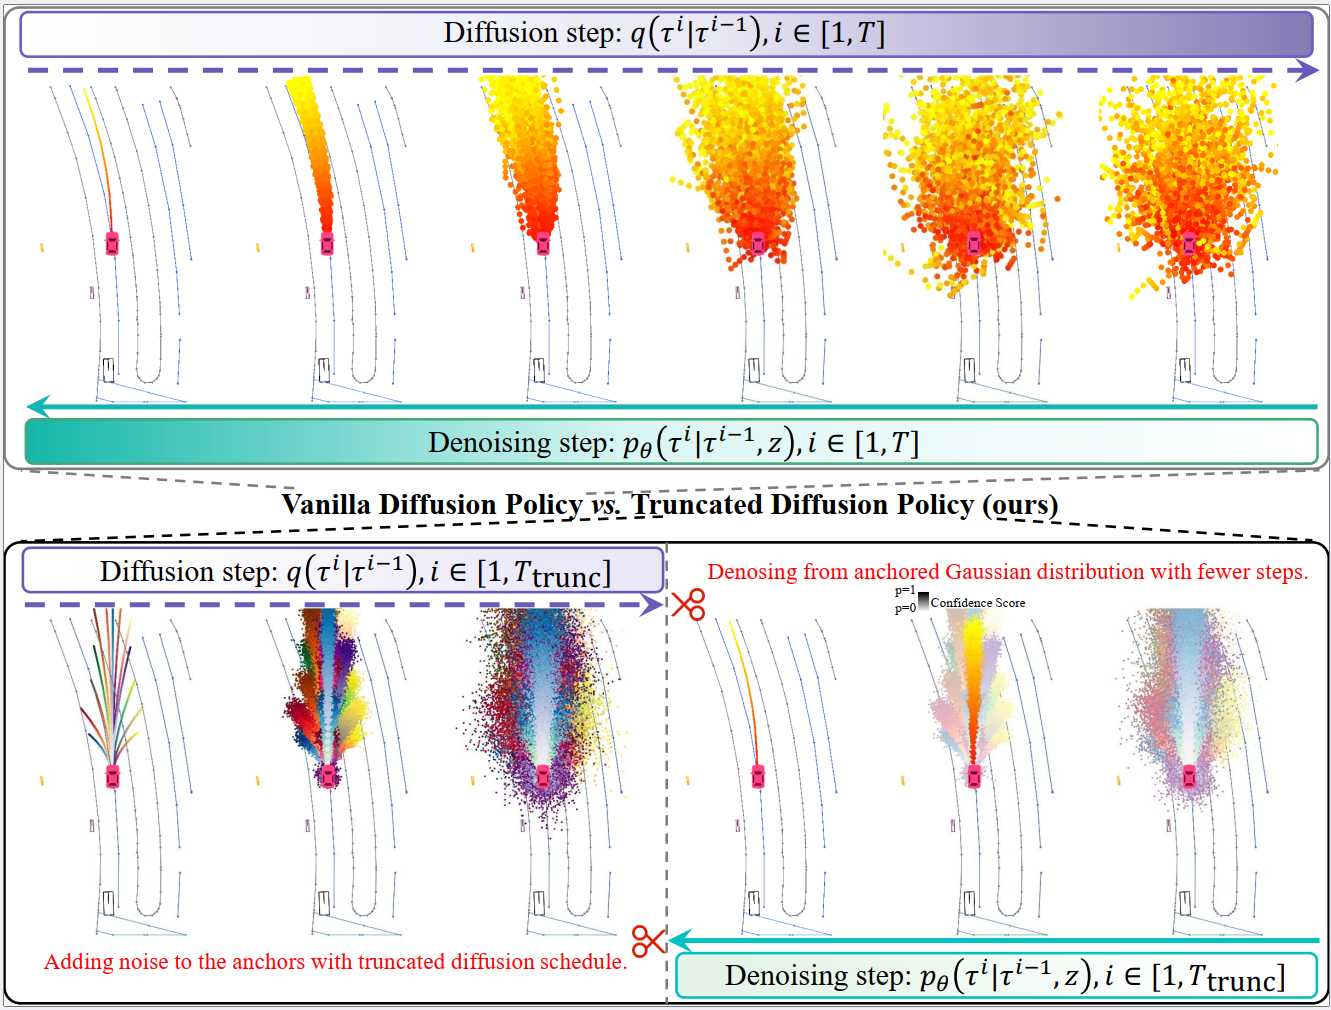 Diffusion step: q(τ^i|τ^{i−1}), i ∈ [1, T]
Denoising step: p_θ(τ^i|τ^{i−1}, z), i ∈ [1, T]
Vanilla Diffusion Policy vs. Truncated Diffusion Policy (ours)
Diffusion step: q(τ^i|τ^{i−1}), i ∈ [1, T_trunc]
Adding noise to the anchors with truncated diffusion schedule.
Denosing from anchored Gaussian distribution with fewer steps.
p=1
p=0
Confidence Score
Denoising step: p_θ(τ^i|τ^{i−1}, z), i ∈ [1, T_trunc]